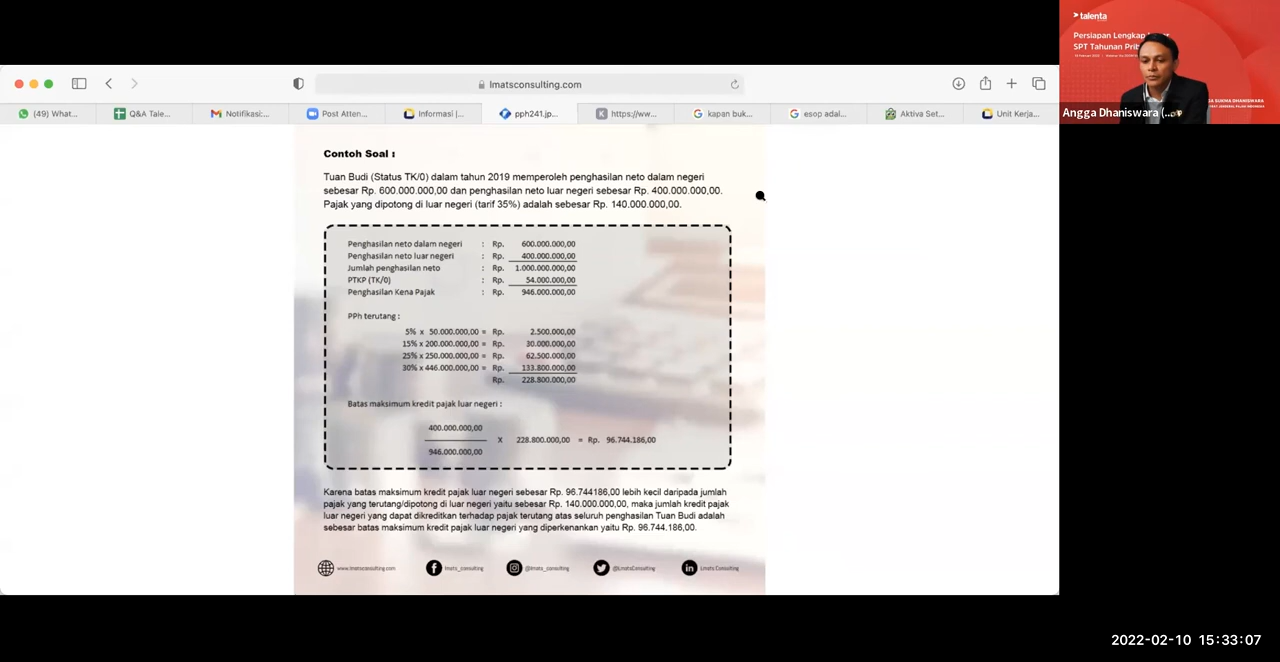 talenta
Persiapan Lengkap
SPT Tahunan
Angga Dhaniswara (...
lmatsconsulting.com
(49) What...
Q&A Tale...
Notifikasi:...
Post Atten...
Informasi |...
pph241.jp...
https://ww...
kapan buk...
esop adal...
Aktiva Set...
Unit Kerja...
Contoh Soal :
Tuan Budi (Status TK/0) dalam tahun 2019 memperoleh penghasilan neto dalam negeri
sebesar Rp. 600.000.000,00 dan penghasilan neto luar negeri sebesar Rp. 400.000.000,00.
Pajak yang dipotong di luar negeri (tarif 35%) adalah sebesar Rp. 140.000.000,00.
Penghasilan neto dalam negeri : Rp. 600.000.000,00
Penghasilan neto luar negeri : Rp. 400.000.000,00
Jumlah penghasilan neto : Rp. 1.000.000.000,00
PTKP (TK/0) : Rp. 54.000.000,00
Penghasilan Kena Pajak : Rp. 946.000.000,00
PPh terutang :
5% x 50.000.000,00 = Rp. 2.500.000,00
15% x 200.000.000,00 = Rp. 30.000.000,00
25% x 250.000.000,00 = Rp. 62.500.000,00
30% x 446.000.000,00 = Rp. 133.800.000,00
Rp. 228.800.000,00
Batas maksimum kredit pajak luar negeri :
400.000.000,00
X 228.800.000,00 = Rp. 96.744.186,00
946.000.000,00
Karena batas maksimum kredit pajak luar negeri sebesar Rp. 96.744186,00 lebih kecil daripada jumlah
pajak yang terutang/dipotong di luar negeri yaitu sebesar Rp. 140.000.000,00, maka jumlah kredit pajak
luar negeri yang dapat dikreditkan terhadap pajak terutang atas seluruh penghasilan Tuan Budi adalah
sebesar batas maksimum kredit pajak luar negeri yang diperkenankan yaitu Rp. 96.744.186,00.
www.lmatsconsulting.com
lmats_consulting
@lmats_consulting
@LmatsConsulting
Lmats Consulting
2022-02-10 15:33:07